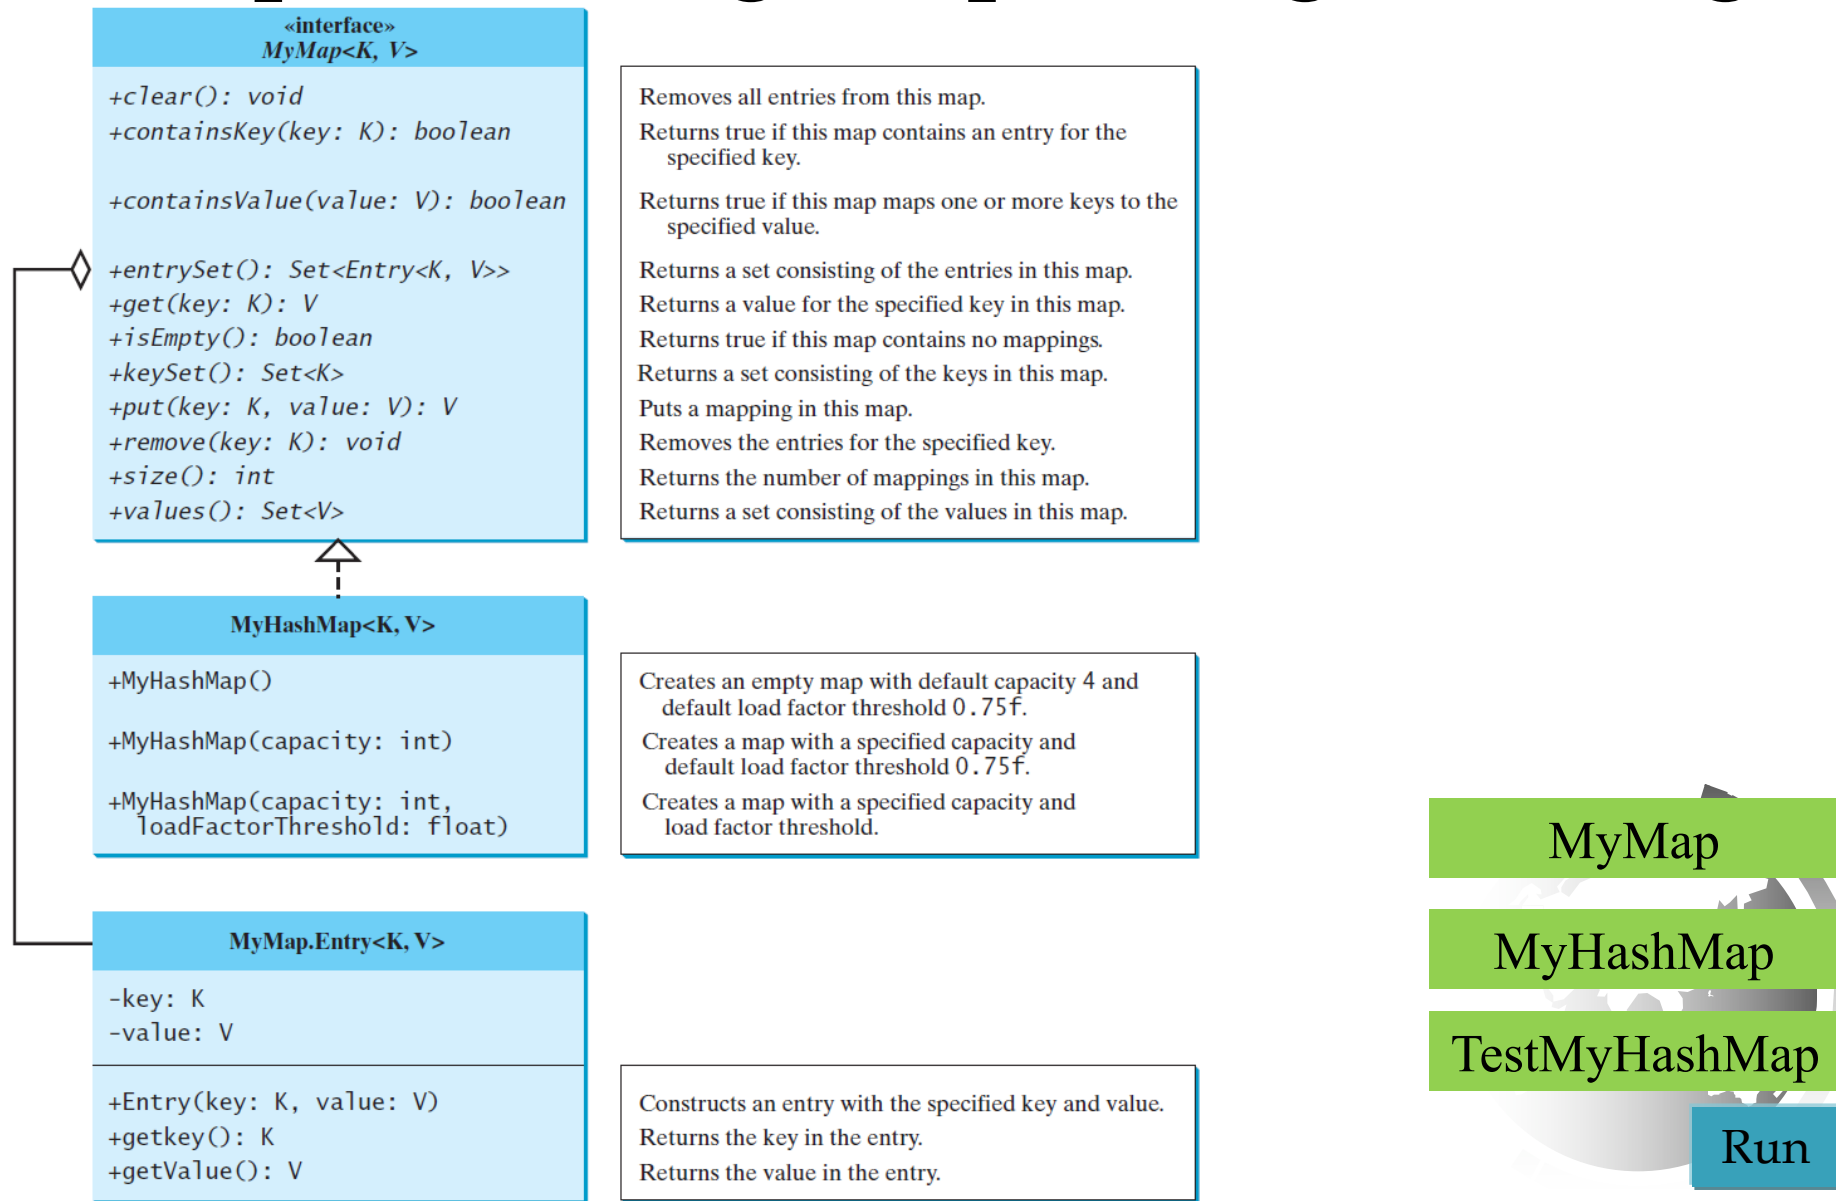 «interface»
MyMap<K, V>
+clear(): void
+containsKey(key: K): boolean
+containsValue(value: V): boolean
+entrySet(): Set<Entry<K, V>>
+get(key: K): V
+isEmpty(): boolean
+keySet(): Set<K>
+put(key: K, value: V): V
+remove(key: K): void
+size(): int
+values(): Set<V>
Removes all entries from this map.
Returns true if this map contains an entry for the
specified key.
Returns true if this map maps one or more keys to the
specified value.
Returns a set consisting of the entries in this map.
Returns a value for the specified key in this map.
Returns true if this map contains no mappings.
Returns a set consisting of the keys in this map.
Puts a mapping in this map.
Removes the entries for the specified key.
Returns the number of mappings in this map.
Returns a set consisting of the values in this map.
MyHashMap<K, V>
+MyHashMap()
+MyHashMap(capacity: int)
+MyHashMap(capacity: int,
loadFactorThreshold: float)
Creates an empty map with default capacity 4 and
default load factor threshold 0.75f.
Creates a map with a specified capacity and
default load factor threshold 0.75f.
Creates a map with a specified capacity and
load factor threshold.
MyMap.Entry<K, V>
-key: K
-value: V
+Entry(key: K, value: V)
+getkey(): K
+getValue(): V
Constructs an entry with the specified key and value.
Returns the key in the entry.
Returns the value in the entry.
MyMap
MyHashMap
TestMyHashMap
Run